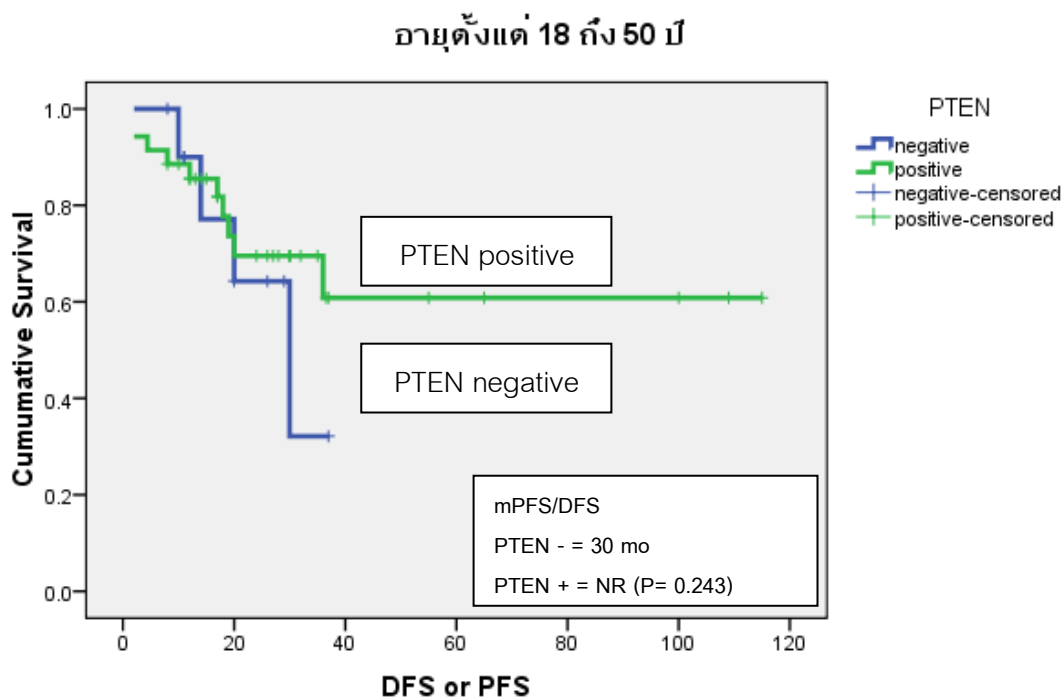 อายุตั้งแต่ 18 ถึง 50 ปี
PTEN
negative
positive
negative-censored
positive-censored
Cumumative Survival
1.0
0.8
0.6
0.4
0.2
0.0
PTEN positive
PTEN negative
mPFS/DFS
PTEN - = 30 mo
PTEN + = NR (P= 0.243)
0 20 40 60 80 100 120
DFS or PFS